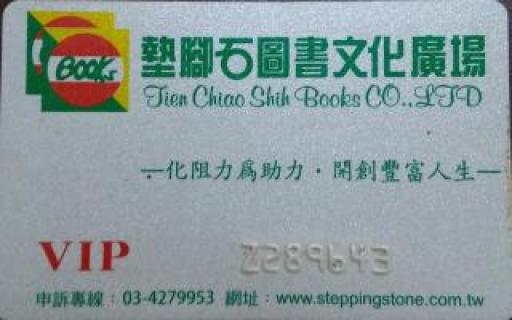 BOOKs
墊腳石圖書文化廣場
Tien Chiao Shih Books CO.,LTD
—化阻力爲助力·開創豐富人生—
VIP Z289643
申訴專線：03-4279953 網址：www.steppingstone.com.tw